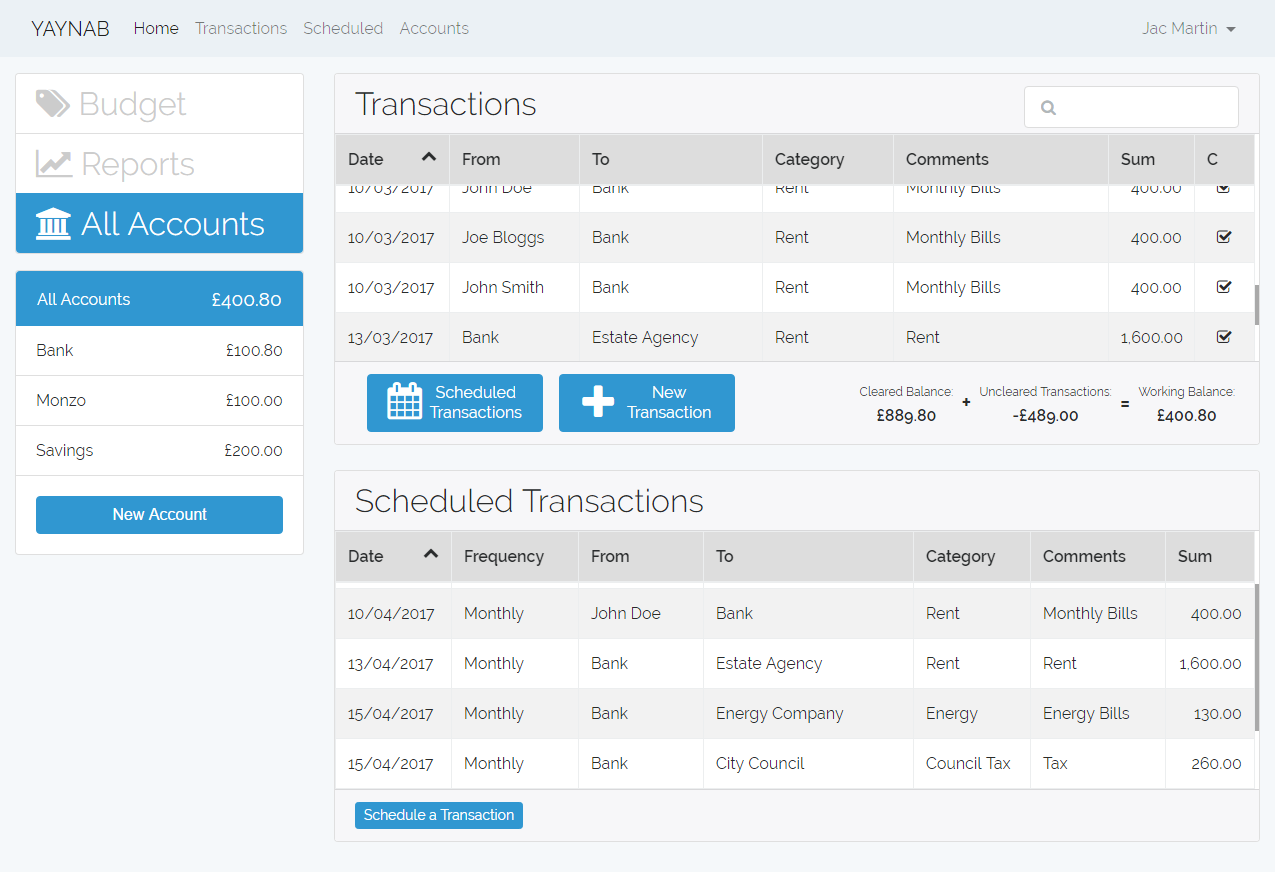 YAYNAB Home Transactions Scheduled Accounts Jac Martin
Budget
Reports
All Accounts
All Accounts £400.80
Bank £100.80
Monzo £100.00
Savings £200.00
New Account
Transactions
Date From To Category Comments Sum C
10/03/2017 John Doe Bank Rent Monthly Bills 400.00
10/03/2017 Joe Bloggs Bank Rent Monthly Bills 400.00
10/03/2017 John Smith Bank Rent Monthly Bills 400.00
13/03/2017 Bank Estate Agency Rent Rent 1,600.00
Scheduled
Transactions
New
Transaction
Cleared Balance: + Uncleared Transactions: = Working Balance:
£889.80 -£489.00 £400.80
Scheduled Transactions
Date Frequency From To Category Comments Sum
10/04/2017 Monthly John Doe Bank Rent Monthly Bills 400.00
13/04/2017 Monthly Bank Estate Agency Rent Rent 1,600.00
15/04/2017 Monthly Bank Energy Company Energy Energy Bills 130.00
15/04/2017 Monthly Bank City Council Council Tax Tax 260.00
Schedule a Transaction